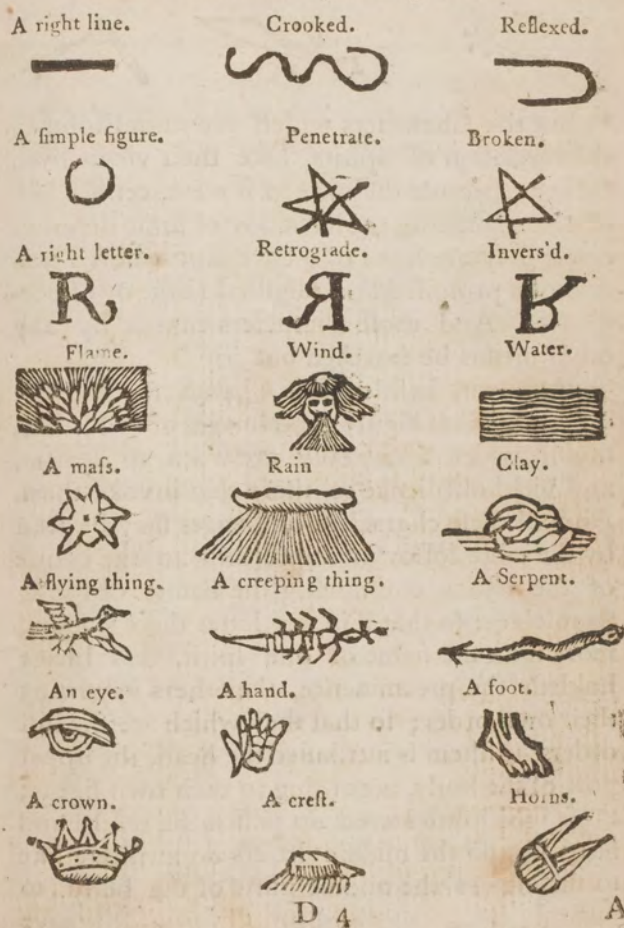 A right line. Crooked. Reflexed.
A ſimple figure. Penetrate. Broken.
A right letter. Retrograde. Invers'd.
R R R
Flame. Wind. Water.
A maſs. Rain Clay.
A flying thing. A creeping thing. A Serpent.
An eye. A hand. A foot.
A crown. A creſt. Horns.
D 4 A